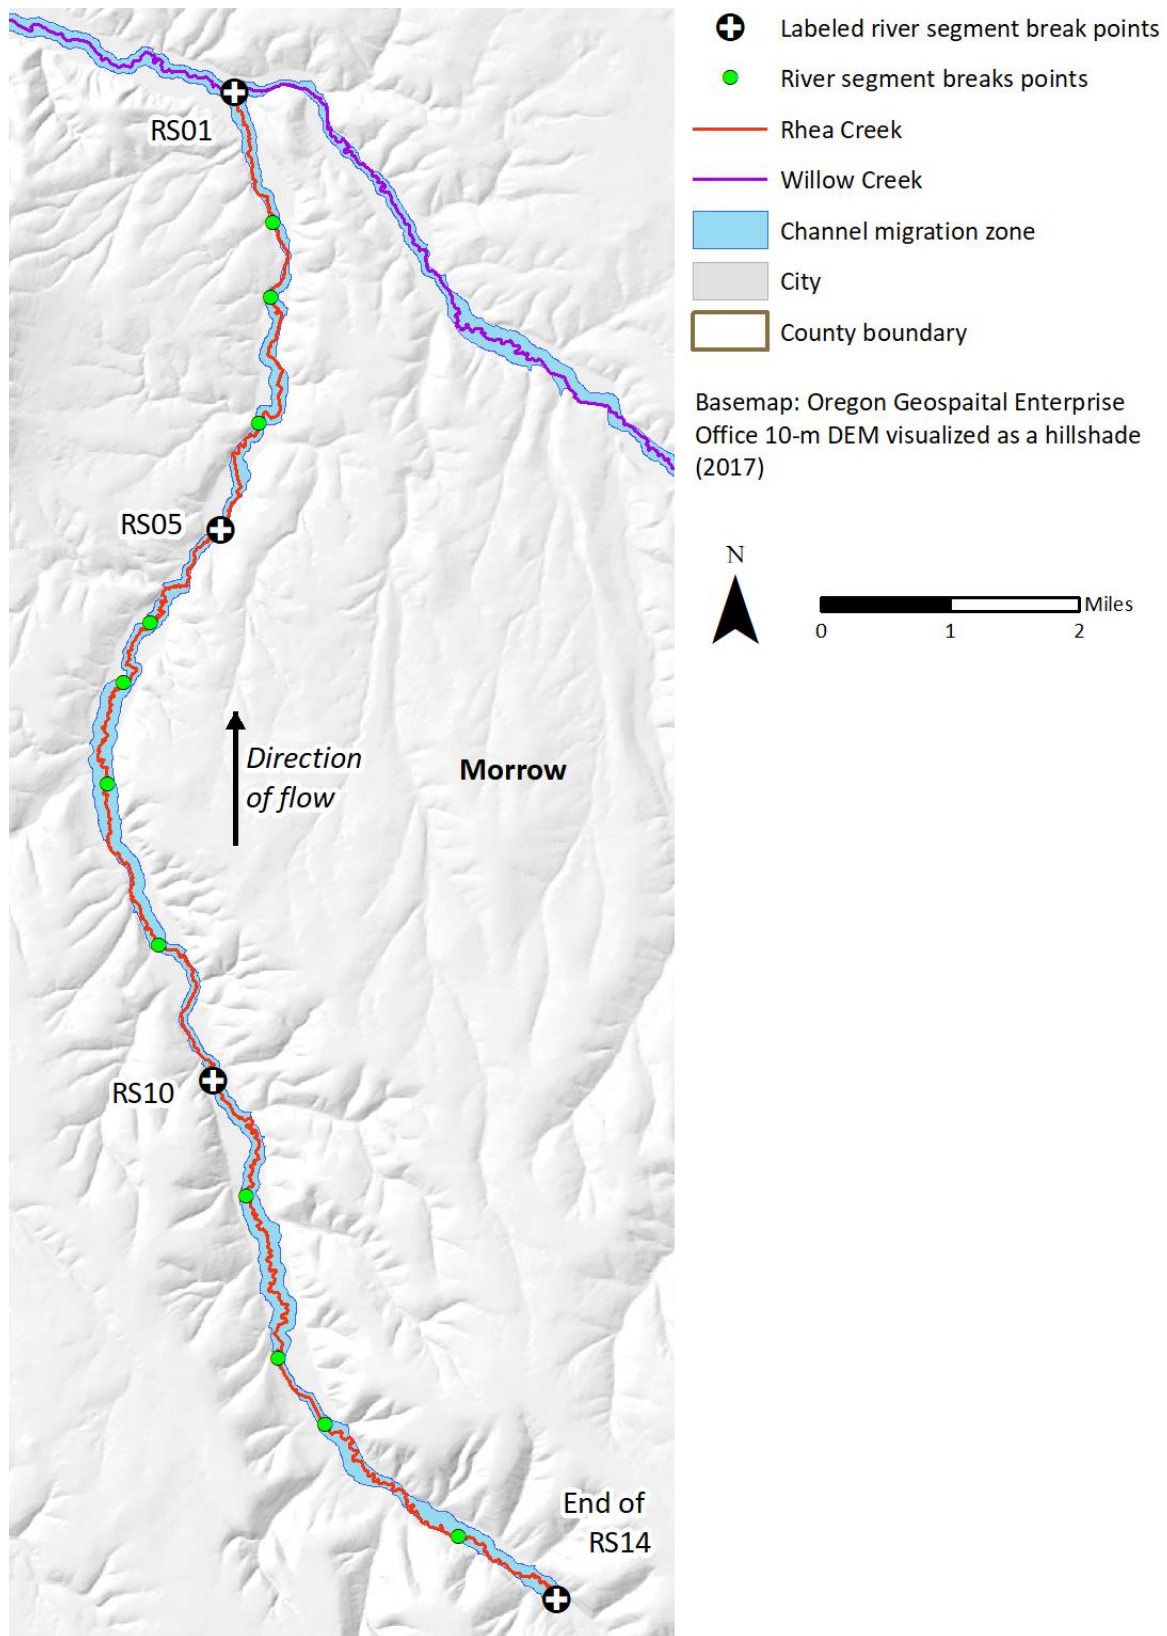 Labeled river segment break points
River segment breaks points
Rhea Creek
Willow Creek
Channel migration zone
City
County boundary
Basemap: Oregon Geospaital Enterprise
Office 10-m DEM visualized as a hillshade
(2017)
N
Miles
0 1 2
RS01
RS05
Direction
of flow
Morrow
RS10
End of
RS14